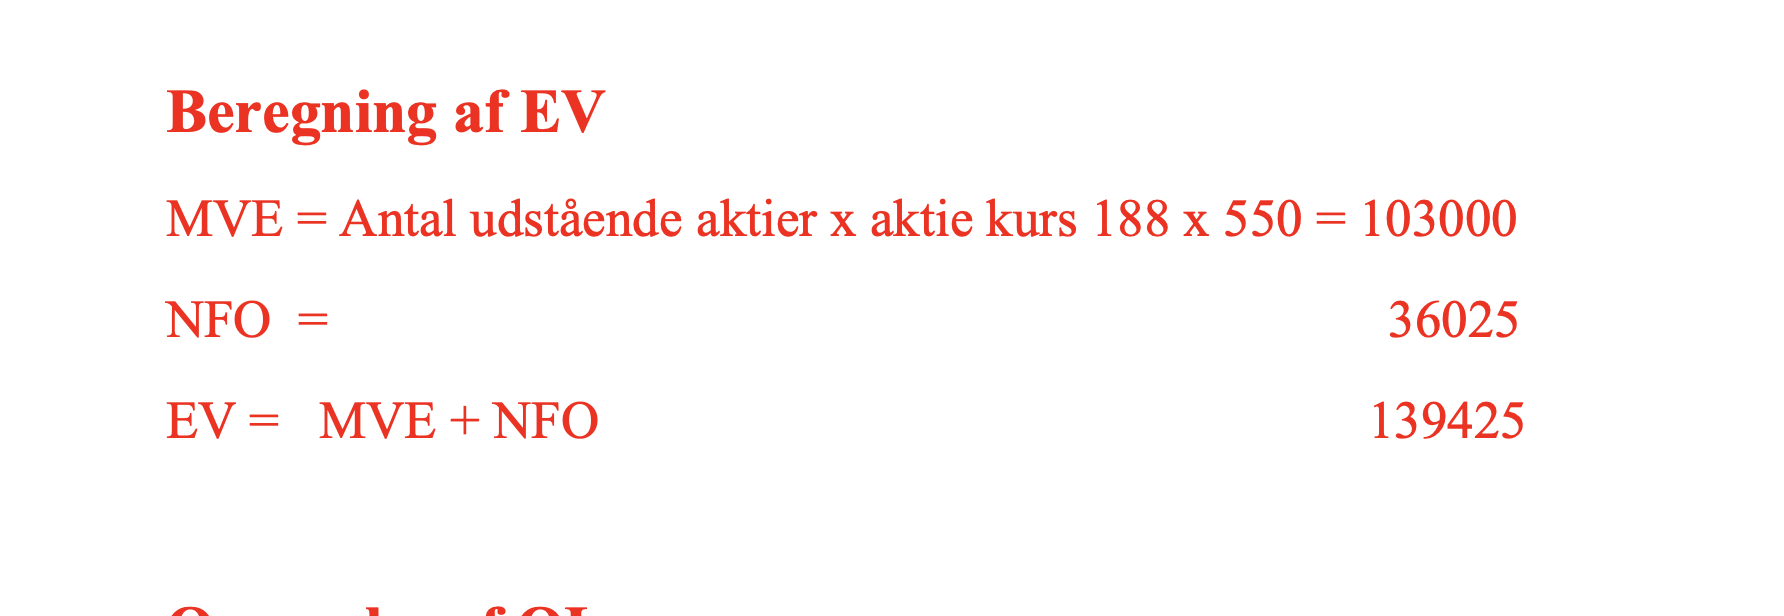 Beregning af EV
MVE = Antal udstående aktier x aktie kurs 188 x 550 = 103000
NFO = 36025
EV = MVE + NFO 139425